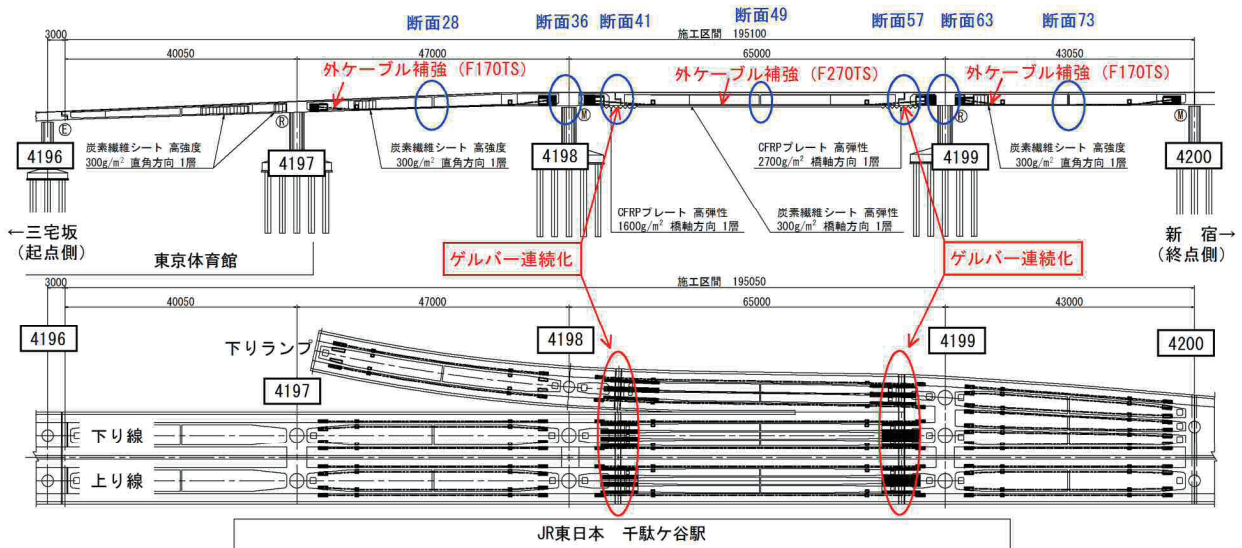 断面28
断面36
断面41
断面49
断面57
断面63
断面73
3000
施工区間 195100
40050
47000
65000
43050
外ケーブル補強（F170TS）
外ケーブル補強（F270TS）
外ケーブル補強（F170TS）
Ⓔ
Ⓡ
Ⓜ
Ⓡ
Ⓜ
4196
4197
4198
4199
4200
炭素繊維シート 高強度
300g/m² 直角方向 1層
炭素繊維シート 高強度
300g/m² 直角方向 1層
CFRPプレート 高弾性
1600g/m² 橋軸方向 1層
炭素繊維シート 高弾性
300g/m² 橋軸方向 1層
CFRPプレート 高弾性
2700g/m² 橋軸方向 1層
炭素繊維シート 高強度
300g/m² 直角方向 1層
←三宅坂
（起点側）
新 宿→
（終点側）
東京体育館
ゲルバー連続化
ゲルバー連続化
3000
施工区間 195050
40050
47000
65000
43000
4196
4197
4198
4199
4200
下りランプ
下り線
上り線
JR東日本 千駄ケ谷駅